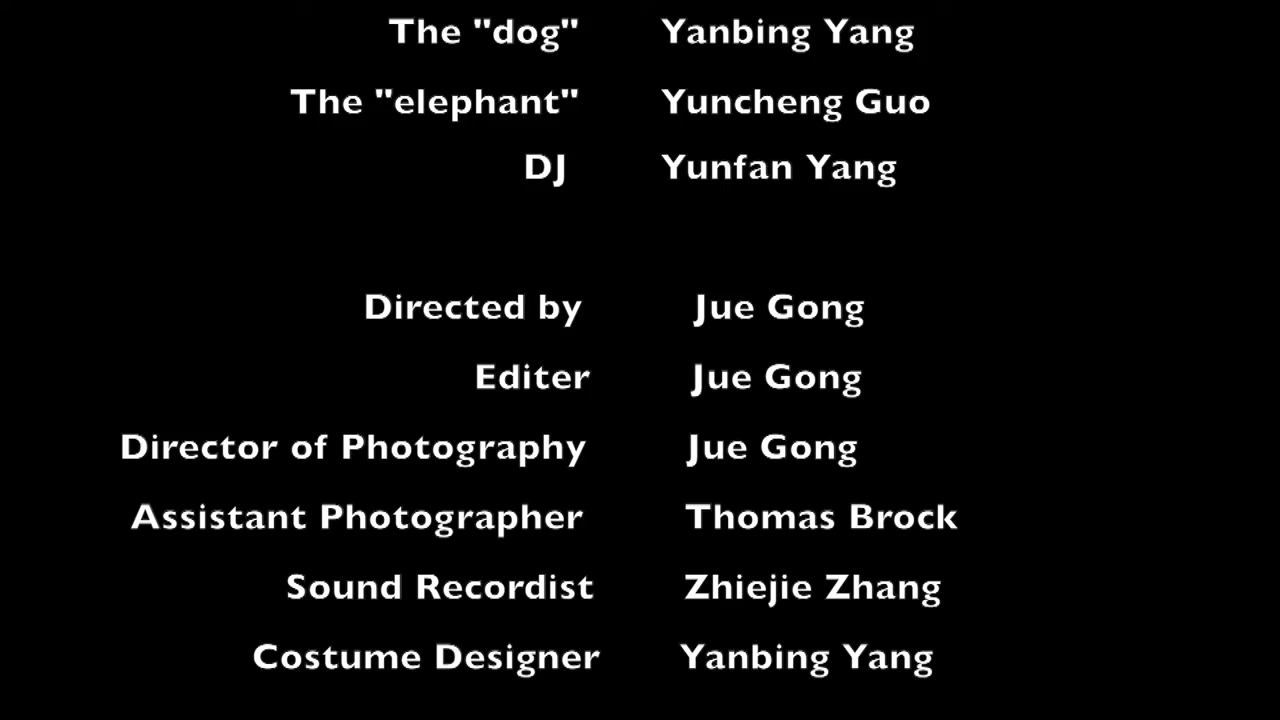 The "dog" Yanbing Yang
The "elephant" Yuncheng Guo
DJ Yunfan Yang
Directed by Jue Gong
Editer Jue Gong
Director of Photography Jue Gong
Assistant Photographer Thomas Brock
Sound Recordist Zhiejie Zhang
Costume Designer Yanbing Yang